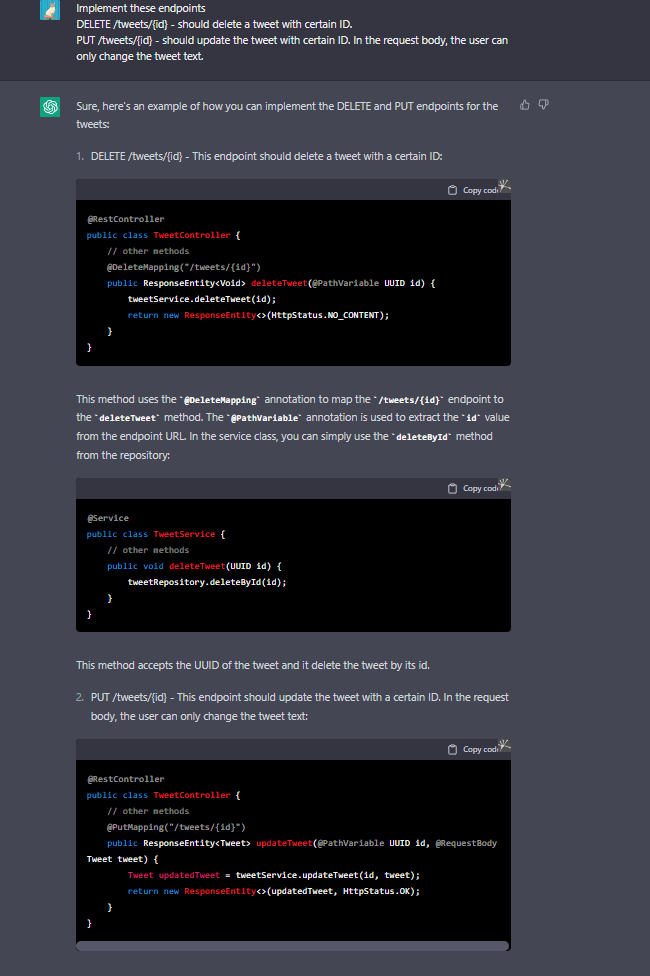 Implement these endpoints
DELETE /tweets/{id} - should delete a tweet with certain ID.
PUT /tweets/{id} - should update the tweet with certain ID. In the request body, the user can
only change the tweet text.
Sure, here's an example of how you can implement the DELETE and PUT endpoints for the
tweets:
1. DELETE /tweets/{id} - This endpoint should delete a tweet with a certain ID:
Copy code
@RestController
public class TweetController {
// other methods
@DeleteMapping("/tweets/{id}")
public ResponseEntity<Void> deleteTweet(@PathVariable UUID id) {
tweetService.deleteTweet(id);
return new ResponseEntity<>(HttpStatus.NO_CONTENT);
}
}
This method uses the `@DeleteMapping` annotation to map the `/tweets/{id}` endpoint to
the `deleteTweet` method. The `@PathVariable` annotation is used to extract the `id` value
from the endpoint URL. In the service class, you can simply use the `deleteById` method
from the repository:
Copy code
@Service
public class TweetService {
// other methods
public void deleteTweet(UUID id) {
tweetRepository.deleteById(id);
}
}
This method accepts the UUID of the tweet and it delete the tweet by its id.
2. PUT /tweets/{id} - This endpoint should update the tweet with a certain ID. In the request
body, the user can only change the tweet text:
Copy code
@RestController
public class TweetController {
// other methods
@PutMapping("/tweets/{id}")
public ResponseEntity<Tweet> updateTweet(@PathVariable UUID id, @RequestBody
Tweet tweet) {
Tweet updatedTweet = tweetService.updateTweet(id, tweet);
return new ResponseEntity<>(updatedTweet, HttpStatus.OK);
}
}